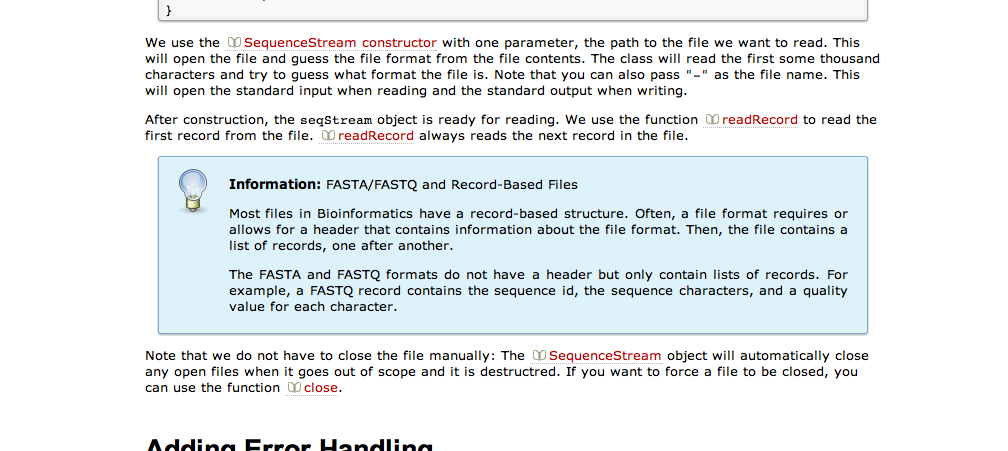 }
We use the SequenceStream constructor with one parameter, the path to the file we want to read. This
will open the file and guess the file format from the file contents. The class will read the first some thousand
characters and try to guess what format the file is. Note that you can also pass "-" as the file name. This
will open the standard input when reading and the standard output when writing.
After construction, the seqStream object is ready for reading. We use the function readRecord to read the
first record from the file. readRecord always reads the next record in the file.
Information: FASTA/FASTQ and Record-Based Files
Most files in Bioinformatics have a record-based structure. Often, a file format requires or
allows for a header that contains information about the file format. Then, the file contains a
list of records, one after another.
The FASTA and FASTQ formats do not have a header but only contain lists of records. For
example, a FASTQ record contains the sequence id, the sequence characters, and a quality
value for each character.
Note that we do not have to close the file manually: The SequenceStream object will automatically close
any open files when it goes out of scope and it is destructred. If you want to force a file to be closed, you
can use the function close.
Adding Error Handling